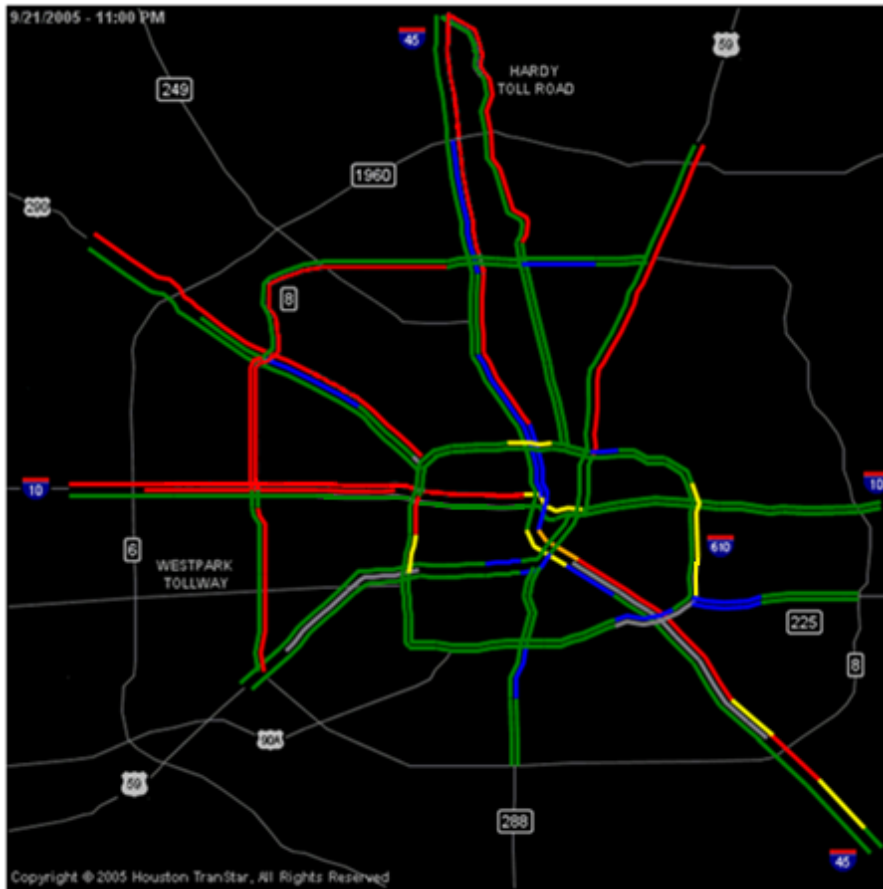 9/21/2005 - 11:00 PM
45
59
HARDY
TOLL ROAD
249
1960
290
8
10
10
6
610
WESTPARK
TOLLWAY
225
8
90A
59
288
45
Copyright © 2005 Houston TranStar, All Rights Reserved